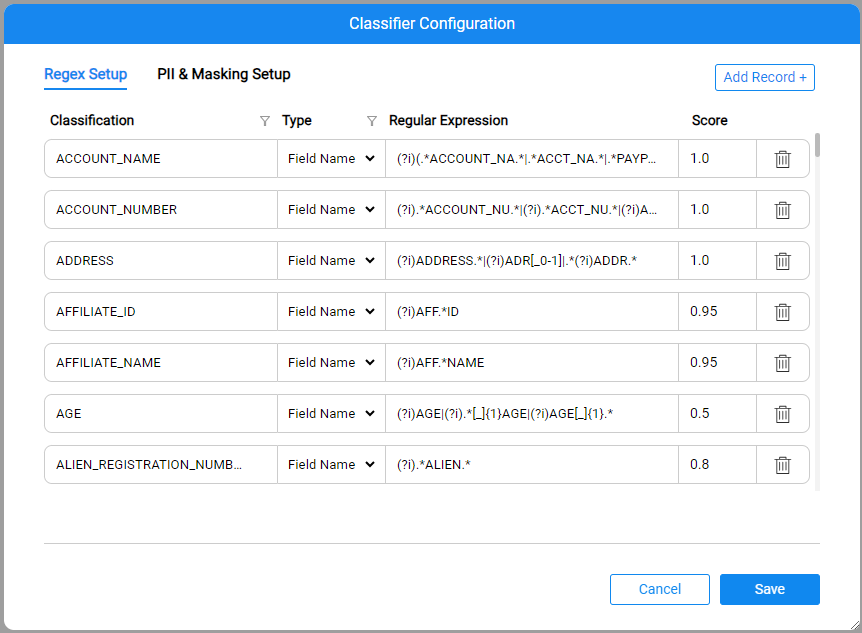 Classifier Configuration
Regex Setup PII & Masking Setup Add Record +
Classification Type Regular Expression Score
ACCOUNT_NAME Field Name (?i)(.*ACCOUNT_NA.*|.*ACCT_NA.*|.*PAYP... 1.0
ACCOUNT_NUMBER Field Name (?i).*ACCOUNT_NU.*|(?i).*ACCT_NU.*|(?i)A... 1.0
ADDRESS Field Name (?i)ADDRESS.*|(?i)ADR[_0-1]|.*(?i)ADDR.* 1.0
AFFILIATE_ID Field Name (?i)AFF.*ID 0.95
AFFILIATE_NAME Field Name (?i)AFF.*NAME 0.95
AGE Field Name (?i)AGE|(?i).*[_]{1}AGE|(?i)AGE[_]{1}.* 0.5
ALIEN_REGISTRATION_NUMB... Field Name (?i).*ALIEN.* 0.8
Cancel Save